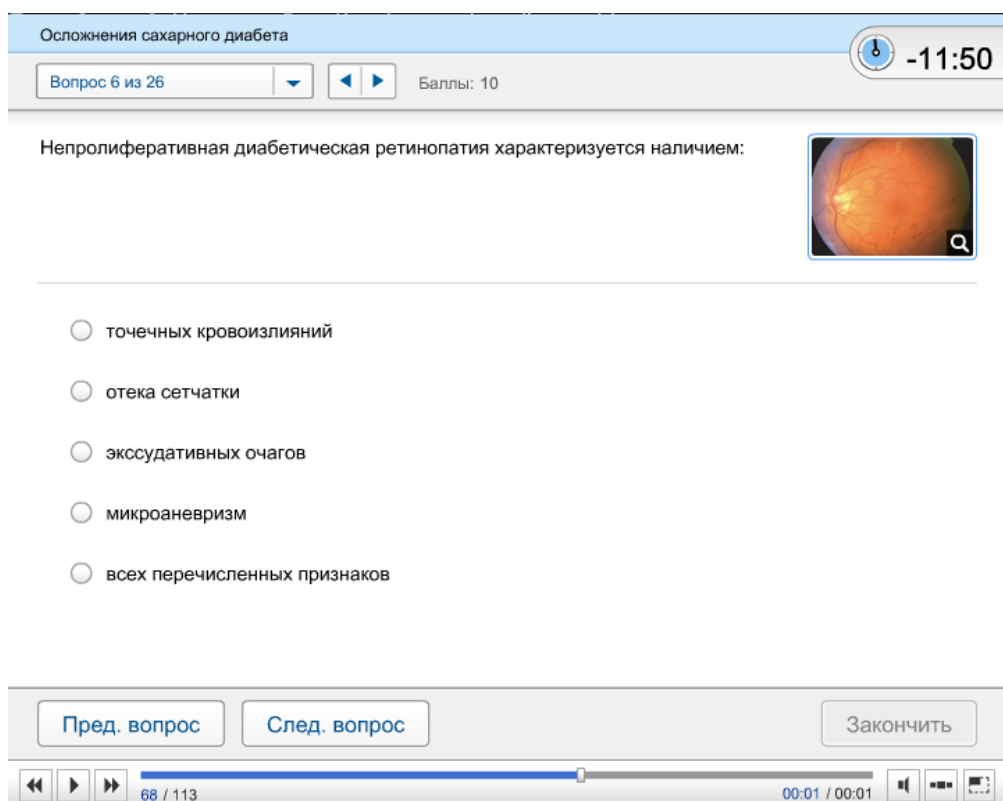 Осложнения сахарного диабета
-11:50
Вопрос 6 из 26
Баллы: 10
Непролиферативная диабетическая ретинопатия характеризуется наличием:
точечных кровоизлияний
отека сетчатки
экссудативных очагов
микроаневризм
всех перечисленных признаков
Пред. вопрос
След. вопрос
Закончить
68 / 113
00:01 / 00:01